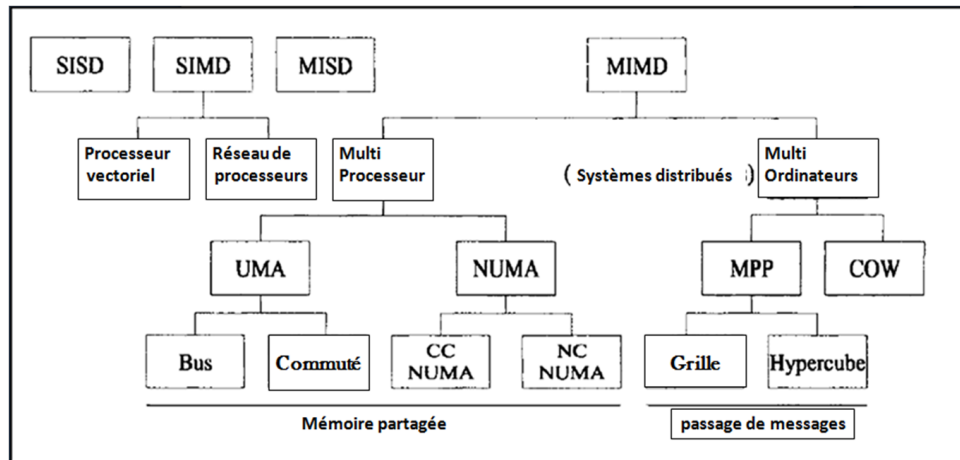 SISD
SIMD
MISD
MIMD
Processeur
vectoriel
Réseau de
processeurs
Multi
Processeur
( Systèmes distribués )
Multi
Ordinateurs
UMA
NUMA
MPP
COW
Bus
Commuté
CC
NUMA
NC
NUMA
Grille
Hypercube
Mémoire partagée
passage de messages